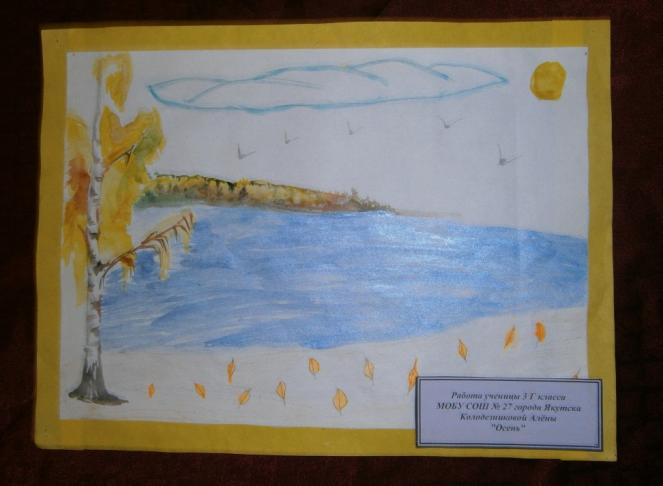 Работа ученицы 3 Г класса
МОБУ СОШ № 27 города Якутска
Колодезниковой Алёны
"Осень"